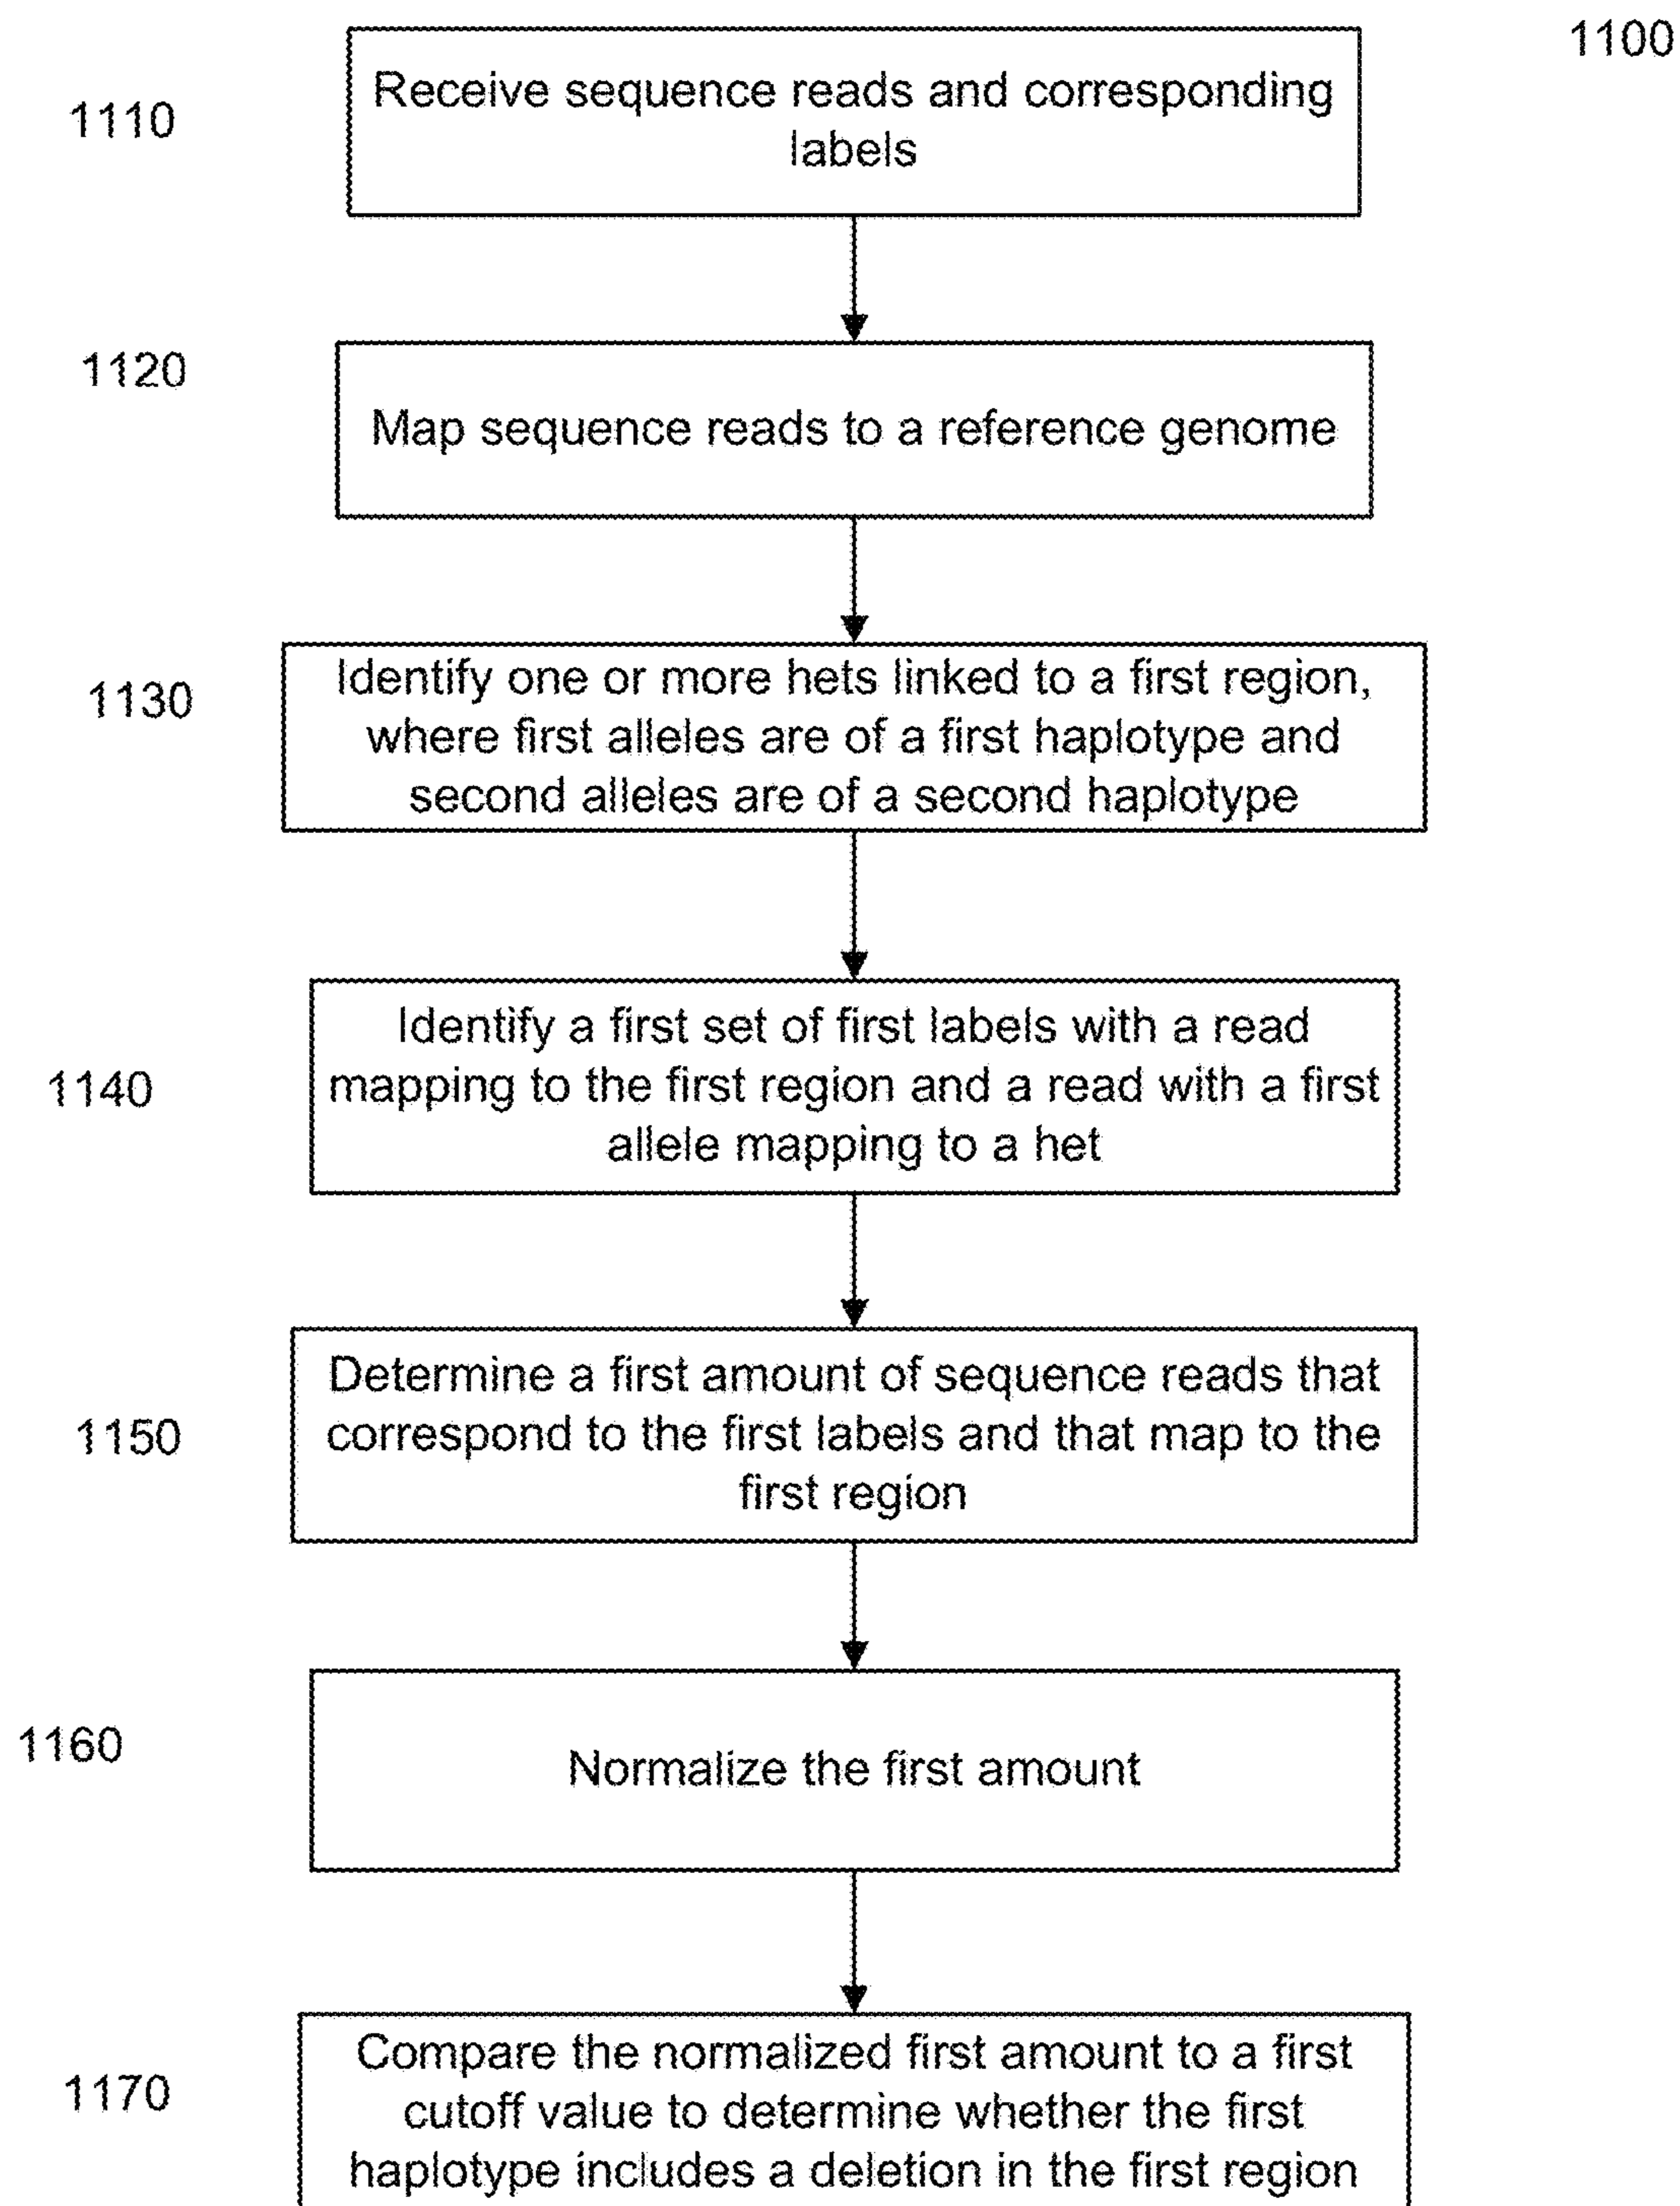 1100
1110
Receive sequence reads and corresponding
labels
1120
Map sequence reads to a reference genome
1130
Identify one or more hets linked to a first region,
where first alleles are of a first haplotype and
second alleles are of a second haplotype
1140
Identify a first set of first labels with a read
mapping to the first region and a read with a first
allele mapping to a het
1150
Determine a first amount of sequence reads that
correspond to the first labels and that map to the
first region
1160
Normalize the first amount
1170
Compare the normalized first amount to a first
cutoff value to determine whether the first
haplotype includes a deletion in the first region